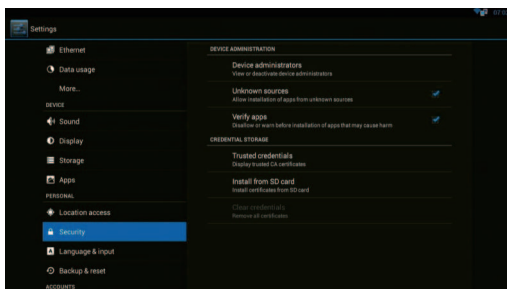 Settings
Ethernet
Data usage
More...
DEVICE
Sound
Display
Storage
Apps
PERSONAL
Location access
Security
Language & input
Backup & reset
ACCOUNTS
DEVICE ADMINISTRATION
Device administrators
View or deactivate device administrators
Unknown sources
Allow installation of apps from unknown sources
Verify apps
Disallow or warn before installation of apps that may cause harm
CREDENTIAL STORAGE
Trusted credentials
Display trusted CA certificates
Install from SD card
Install certificates from SD card
Clear credentials
Remove all certificates